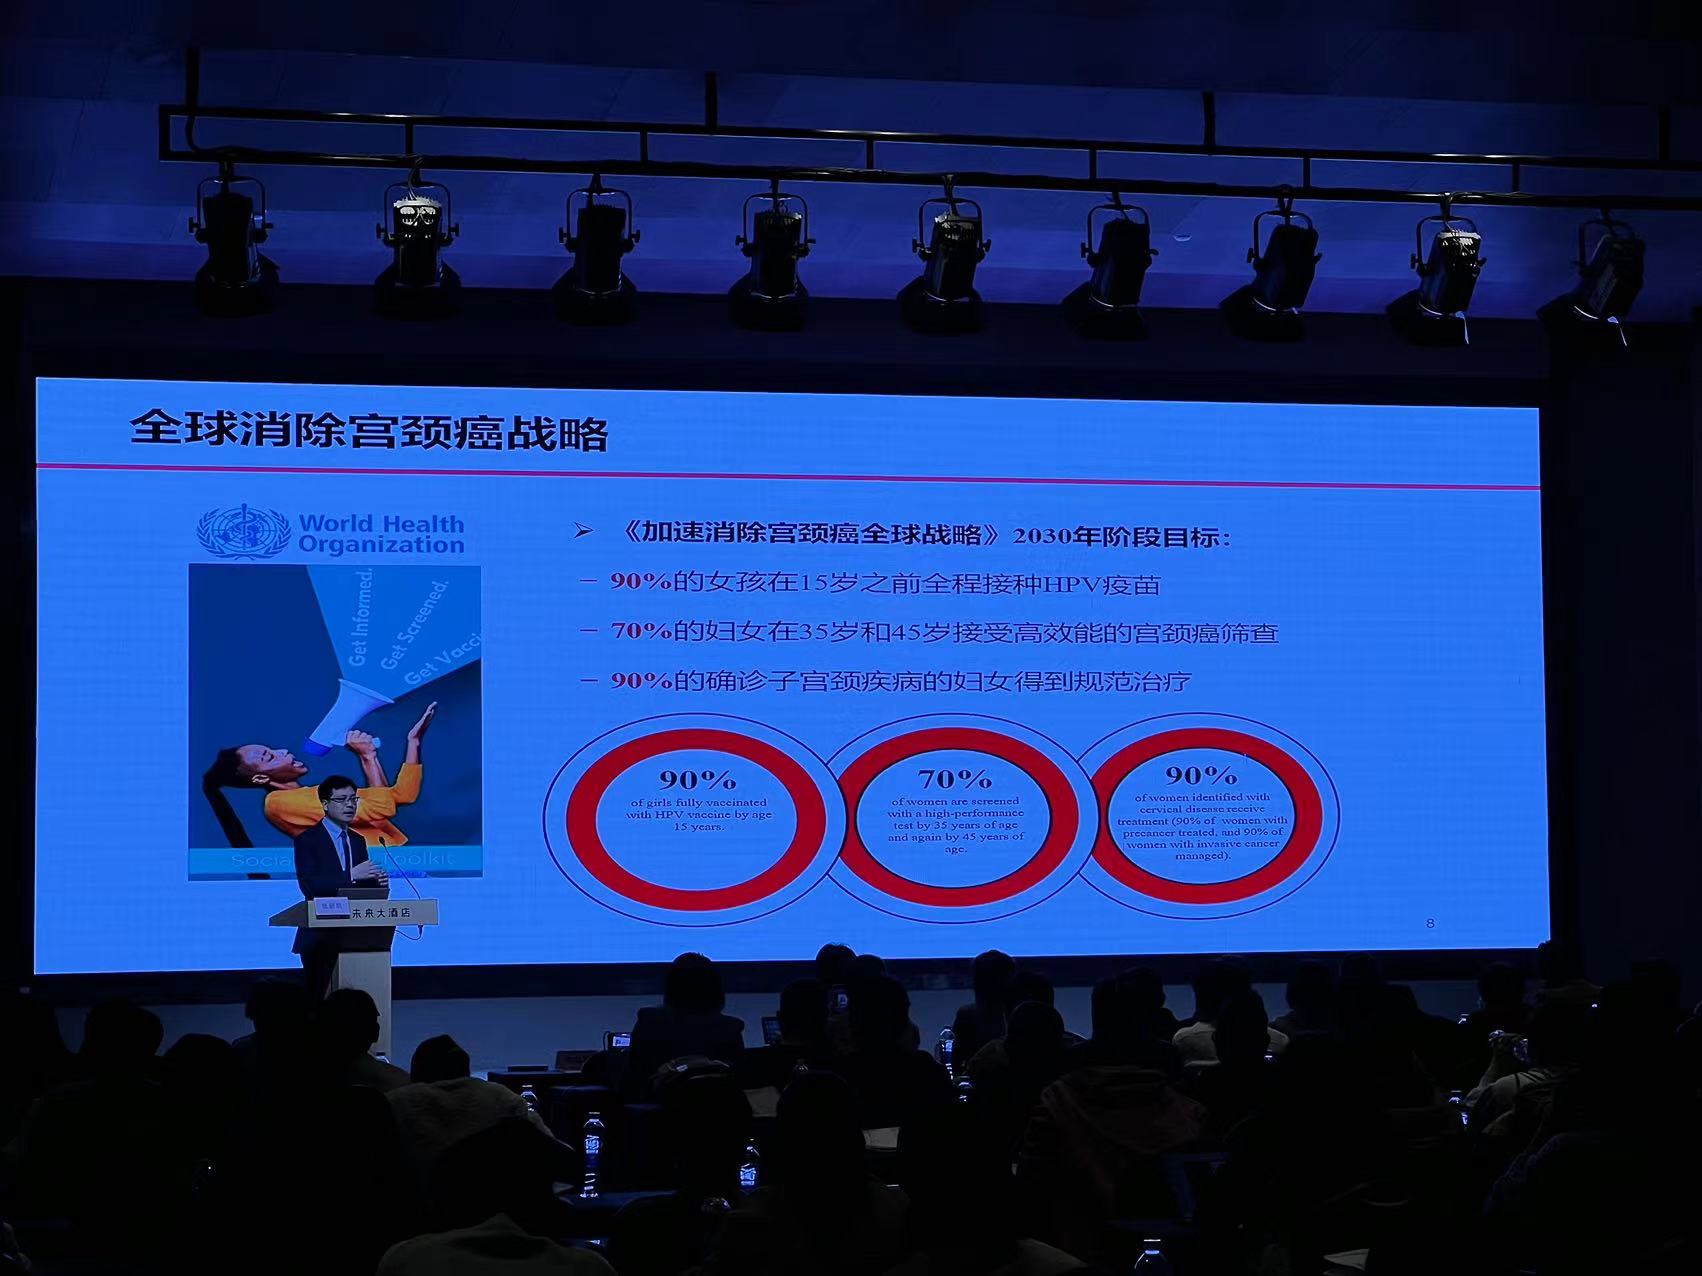 全球消除宫颈癌战略
World Health
Organization
Get Informed.
Get Screened.
Get Vacci
Socia
Toolkit
➢ 《加速消除宫颈癌全球战略》2030年阶段目标：
– 90%的女孩在15岁之前全程接种HPV疫苗
– 70%的妇女在35岁和45岁接受高效能的宫颈癌筛查
– 90%的确诊子宫颈疾病的妇女得到规范治疗
90%
of girls fully vaccinated
with HPV vaccine by age
15 years.
70%
of women are screened
with a high-performance
test by 35 years of age
and again by 45 years of
age.
90%
of women identified with
cervical disease receive
treatment (90% of women with
precancer treated, and 90% of
women with invasive cancer
managed).
8
未来大酒店